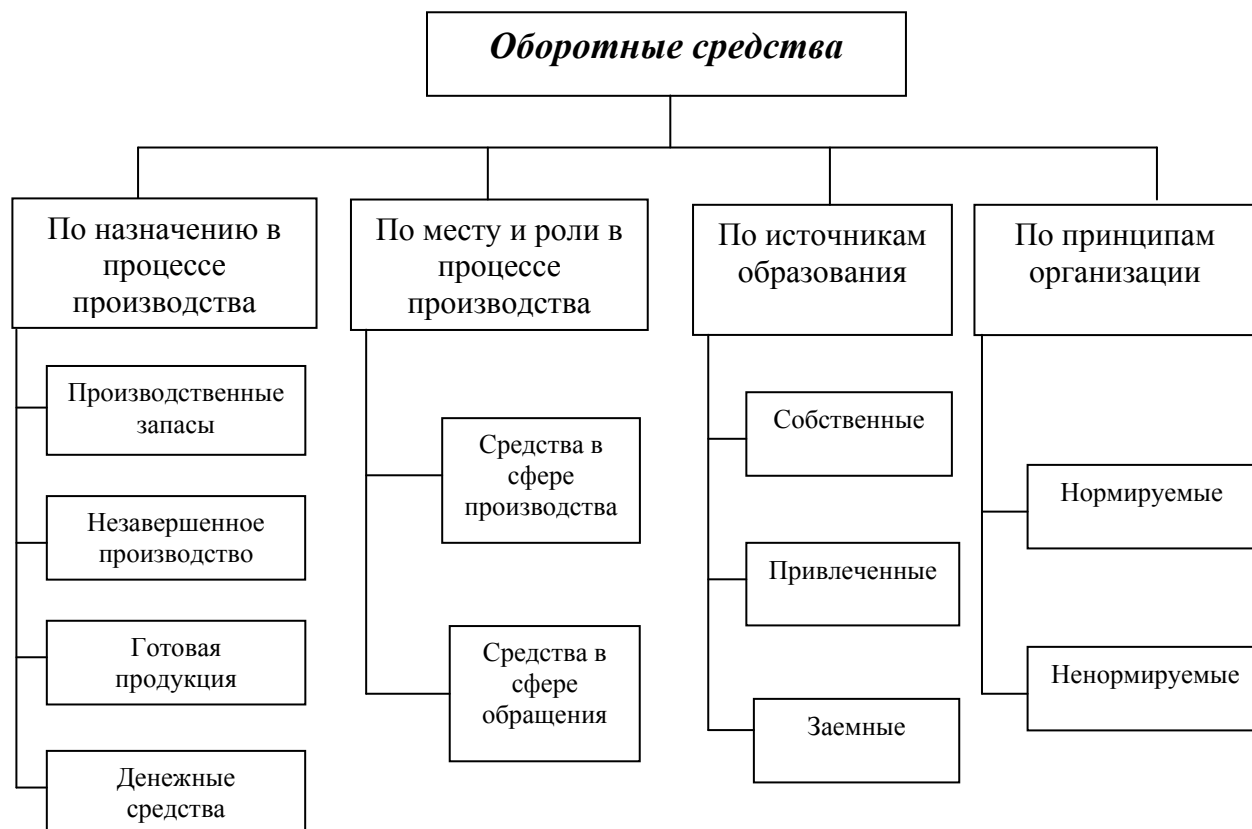 Оборотные средства
По назначению в
процессе
производства
По месту и роли в
процессе
производства
По источникам
образования
По принципам
организации
Производственные
запасы
Незавершенное
производство
Готовая
продукция
Денежные
средства
Средства в
сфере
производства
Средства в
сфере
обращения
Собственные
Привлеченные
Заемные
Нормируемые
Ненормируемые